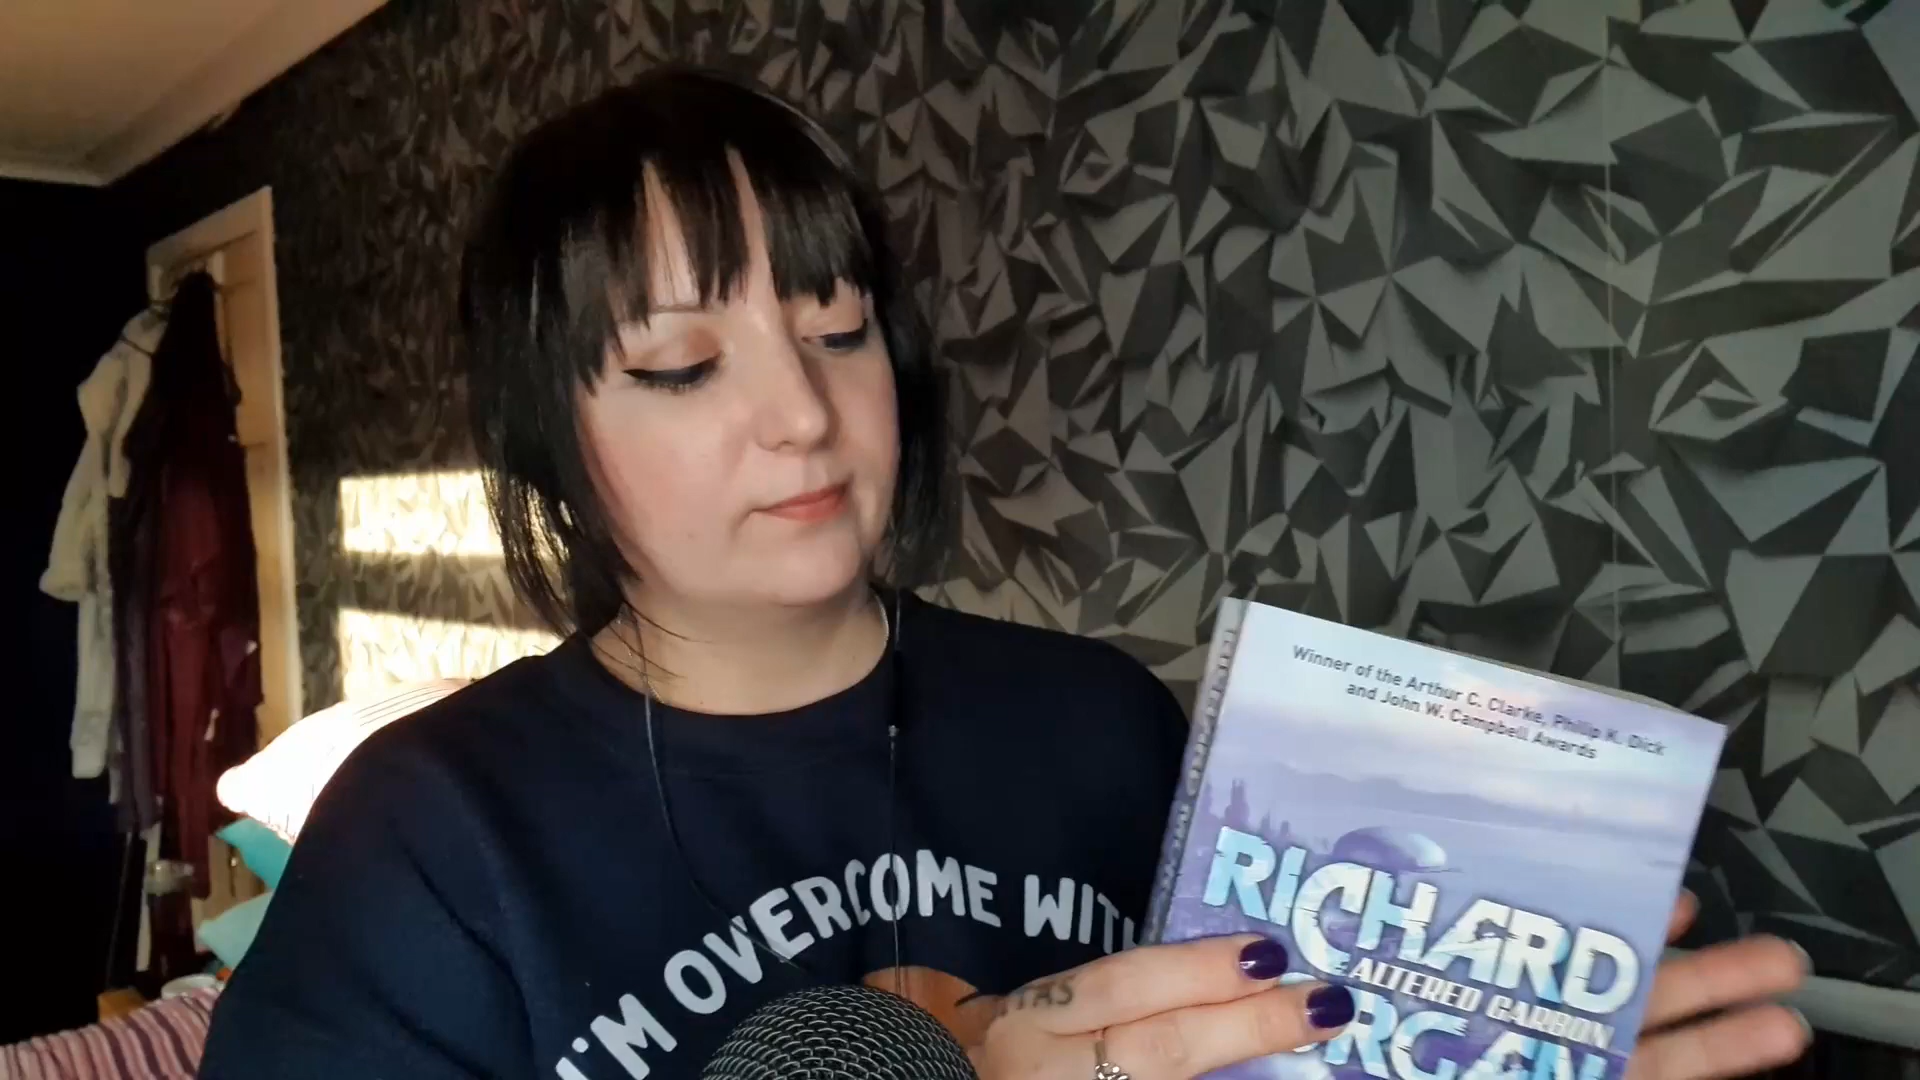 Winner of the Arthur C. Clarke, Philip K. Dick
and John W. Campbell Awards
RICHARD
ALTERED CARBON
I'M OVERCOME WITH